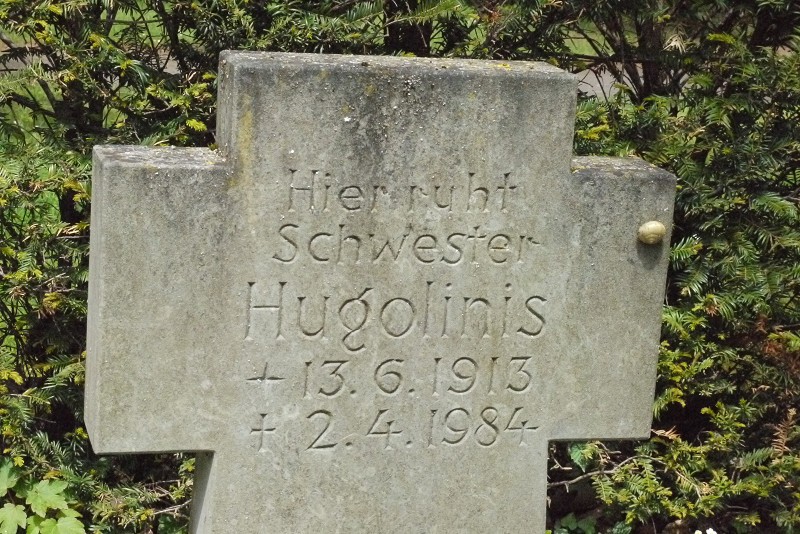 Hier ruht
Schwester
Hugolinis
+ 13. 6. 1913
† 2. 4. 1984